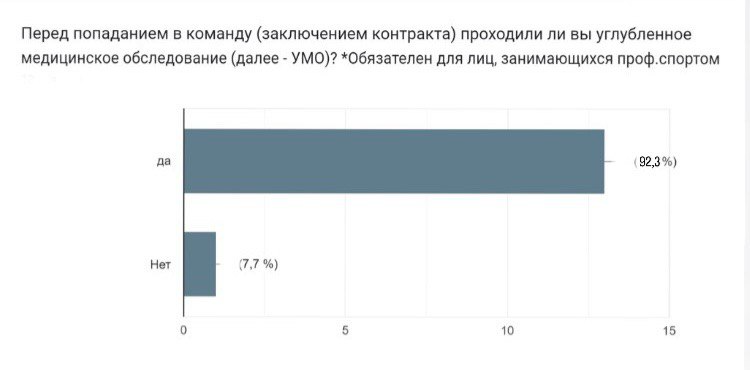 Перед попаданием в команду (заключением контракта) проходили ли вы углубленное
медицинское обследование (далее - УМО)? *Обязателен для лиц, занимающихся проф.спортом
да
(92,3%)
Нет
(7,7 %)
0
5
10
15